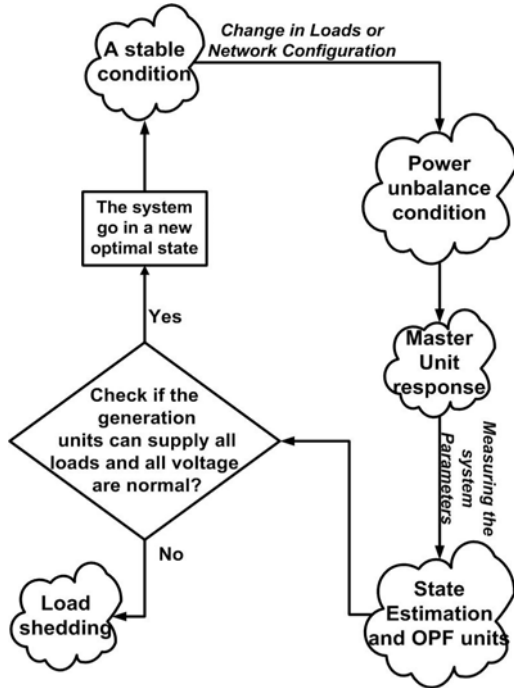 A stable
condition
Change in Loads or
Network Configuration
Power
unbalance
condition
Master
Unit
response
Measuring the
system
Parameters
State
Estimation
and OPF units
Check if the
generation
units can supply all
loads and all voltage
are normal?
Yes
The system
go in a new
optimal state
No
Load
shedding